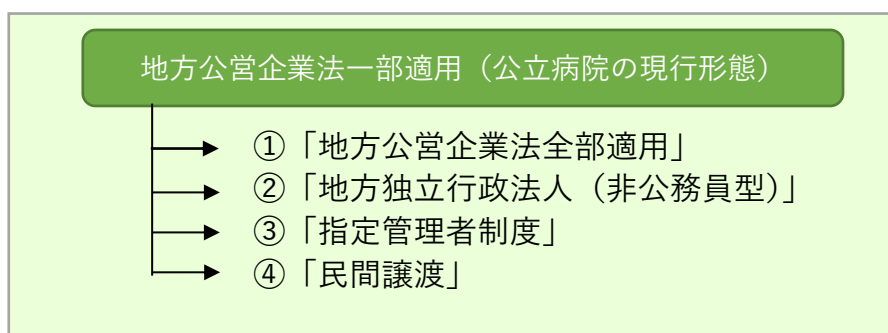 地方公営企業法一部適用（公立病院の現行形態）
①「地方公営企業法全部適用」
②「地方独立行政法人（非公務員型）」
③「指定管理者制度」
④「民間譲渡」